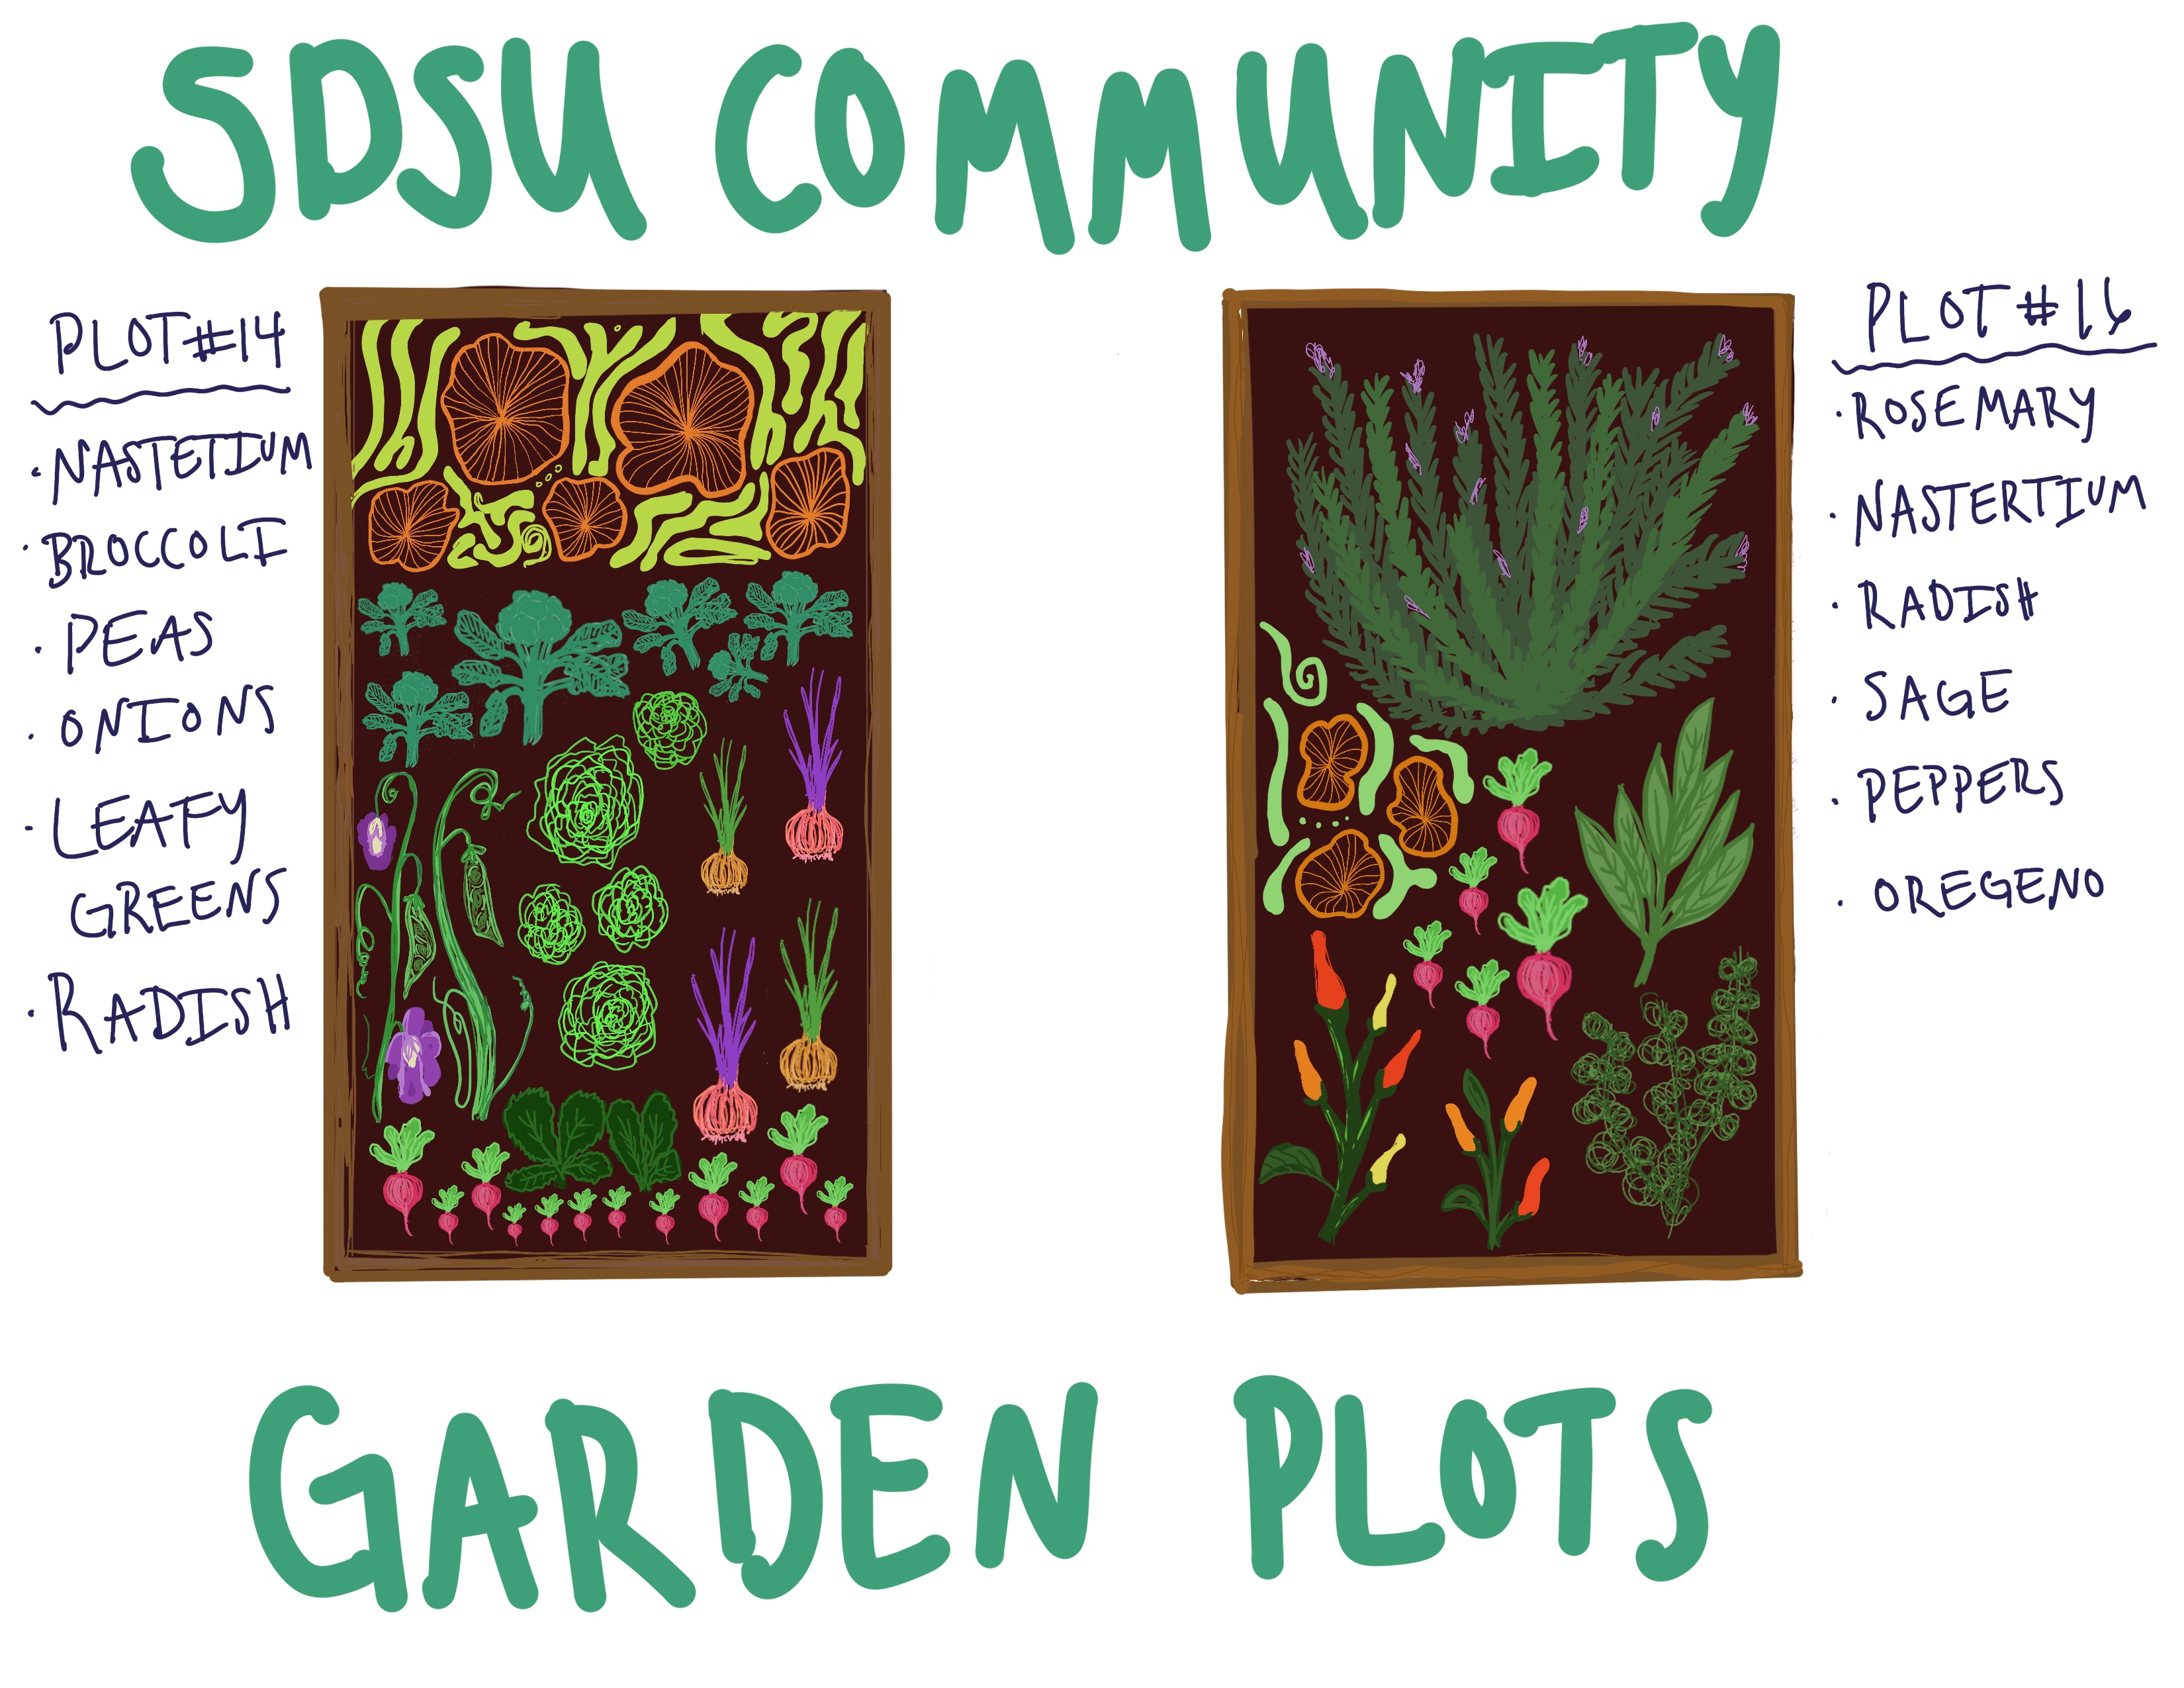 SDSU COMMUNITY
PLOT #14
· NASTETIUM
· BROCCOLI
· PEAS
· ONIONS
· LEAFY
GREENS
· RADISH
PLOT #16
· ROSEMARY
· NASTERTIUM
· RADISH
· SAGE
· PEPPERS
· OREGENO
GARDEN PLOTS